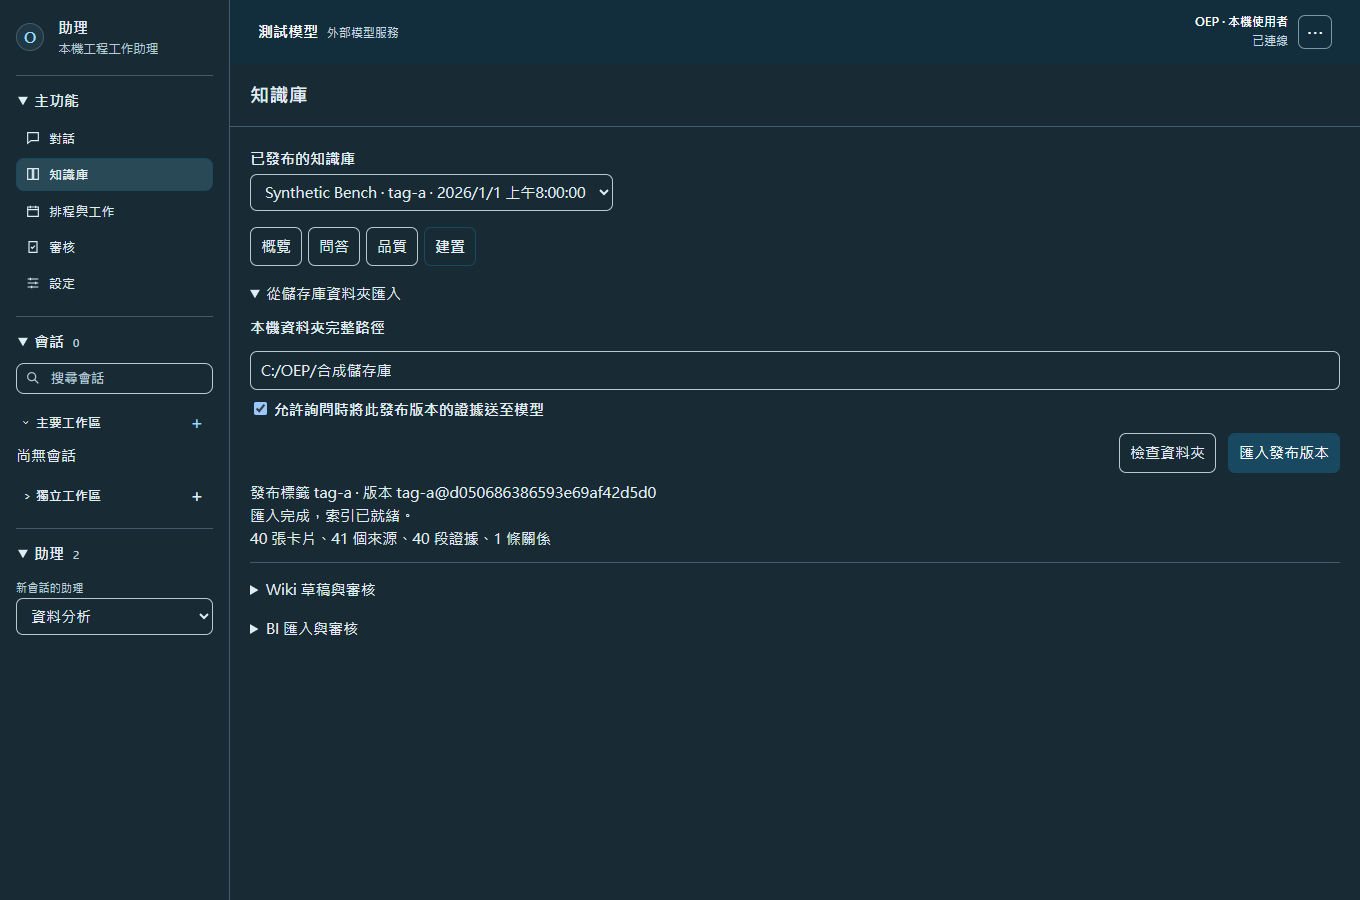 O
助理
本機工程工作助理
主功能
對話
知識庫
排程與工作
審核
設定
會話 0
搜尋會話
主要工作區 +
尚無會話
獨立工作區 +
助理 2
新會話的助理
資料分析
測試模型 外部模型服務
OEP · 本機使用者
已連線
...
知識庫
已發布的知識庫
Synthetic Bench · tag-a · 2026/1/1 上午8:00:00
概覽 問答 品質 建置
從儲存庫資料夾匯入
本機資料夾完整路徑
C:/OEP/合成儲存庫
允許詢問時將此發布版本的證據送至模型
檢查資料夾 匯入發布版本
發布標籤 tag-a · 版本 tag-a@d050686386593e69af42d5d0
匯入完成，索引已就緒。
40 張卡片、41 個來源、40 段證據、1 條關係
Wiki 草稿與審核
BI 匯入與審核